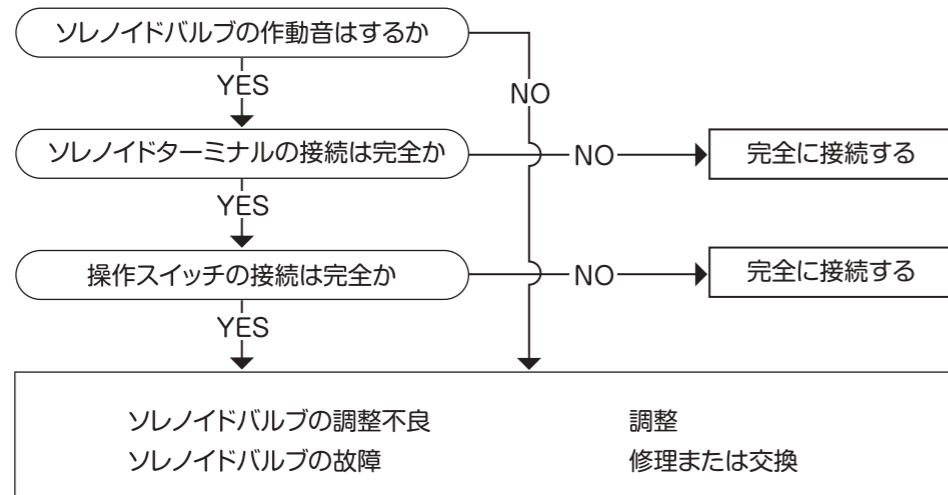 ソレノイドバルブの作動音はするか
YES
NO
ソレノイドターミナルの接続は完全か
NO
完全に接続する
YES
操作スイッチの接続は完全か
NO
完全に接続する
YES
ソレノイドバルブの調整不良 調整
ソレノイドバルブの故障 修理または交換